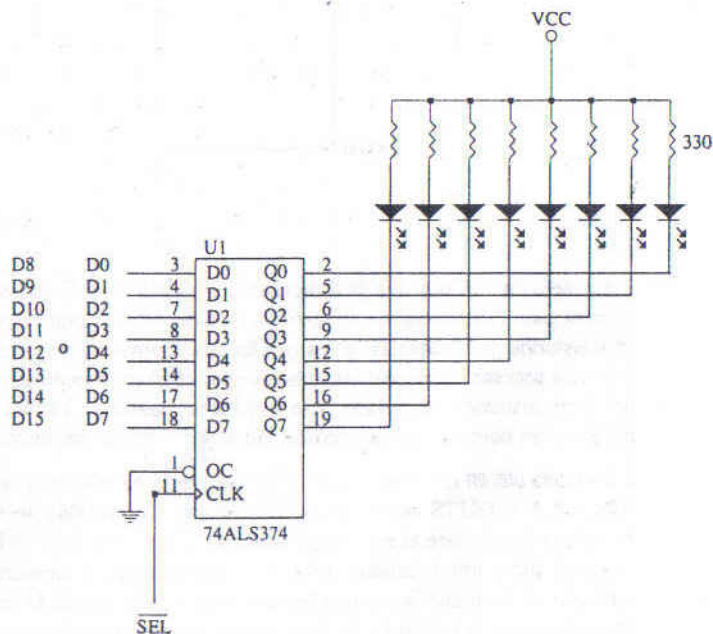 VCC
330
U1
D8 D0 3 D0 Q0 2
D9 D1 4 D1 Q1 5
D10 D2 7 D2 Q2 6
D11 D3 8 D3 Q3 9
D12 o D4 13 D4 Q4 12
D13 D5 14 D5 Q5 15
D14 D6 17 D6 Q6 16
D15 D7 18 D7 Q7 19
1 OC
11 CLK
74ALS374
SEL